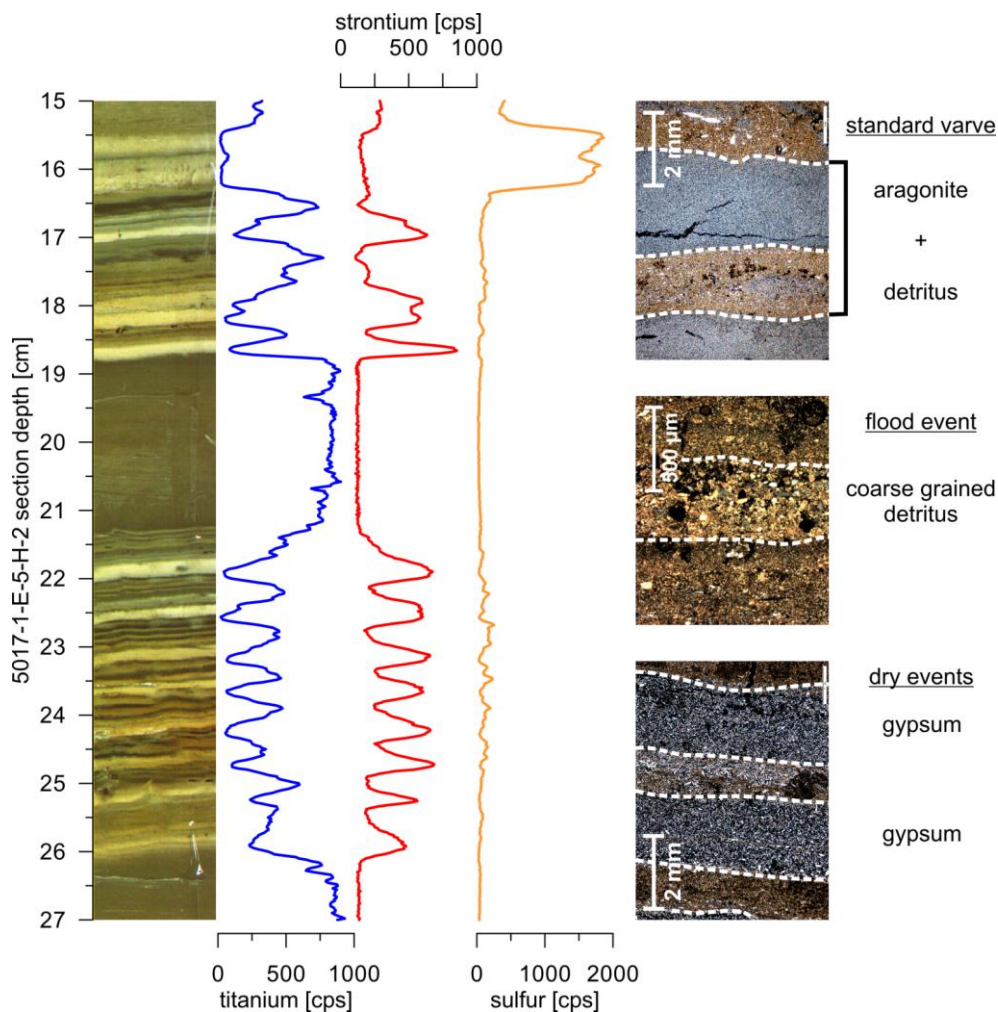 strontium [cps]
0 500 1000
5017-1-E-5-H-2 section depth [cm]
15
16
17
18
19
20
21
22
23
24
25
26
27
0 500 1000
titanium [cps]
0 1000 2000
sulfur [cps]
2 mm
standard varve
aragonite
+
detritus
500 µm
flood event
coarse grained
detritus
2 mm
dry events
gypsum
gypsum